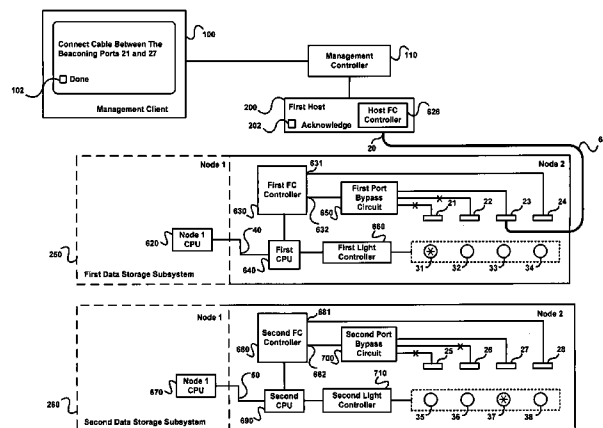 100
Connect Cable Between The
Beaconing Ports 21 and 27
102
Done
Management Client
Management
Controller
110
200
First Host
202
Acknowledge
Host FC
Controller
626
20
6
Node 1
Node 2
631
First FC
Controller
630
632
First Port
Bypass
Circuit
650
21
22
23
24
620
Node 1
CPU
40
First
CPU
640
660
First Light
Controller
31
32
33
34
250
First Data Storage Subsystem
Node 1
Node 2
681
Second FC
Controller
680
682
Second Port
Bypass
Circuit
700
25
26
27
28
670
Node 1
CPU
50
Second
CPU
690
710
Second Light
Controller
35
36
37
38
260
Second Data Storage Subsystem